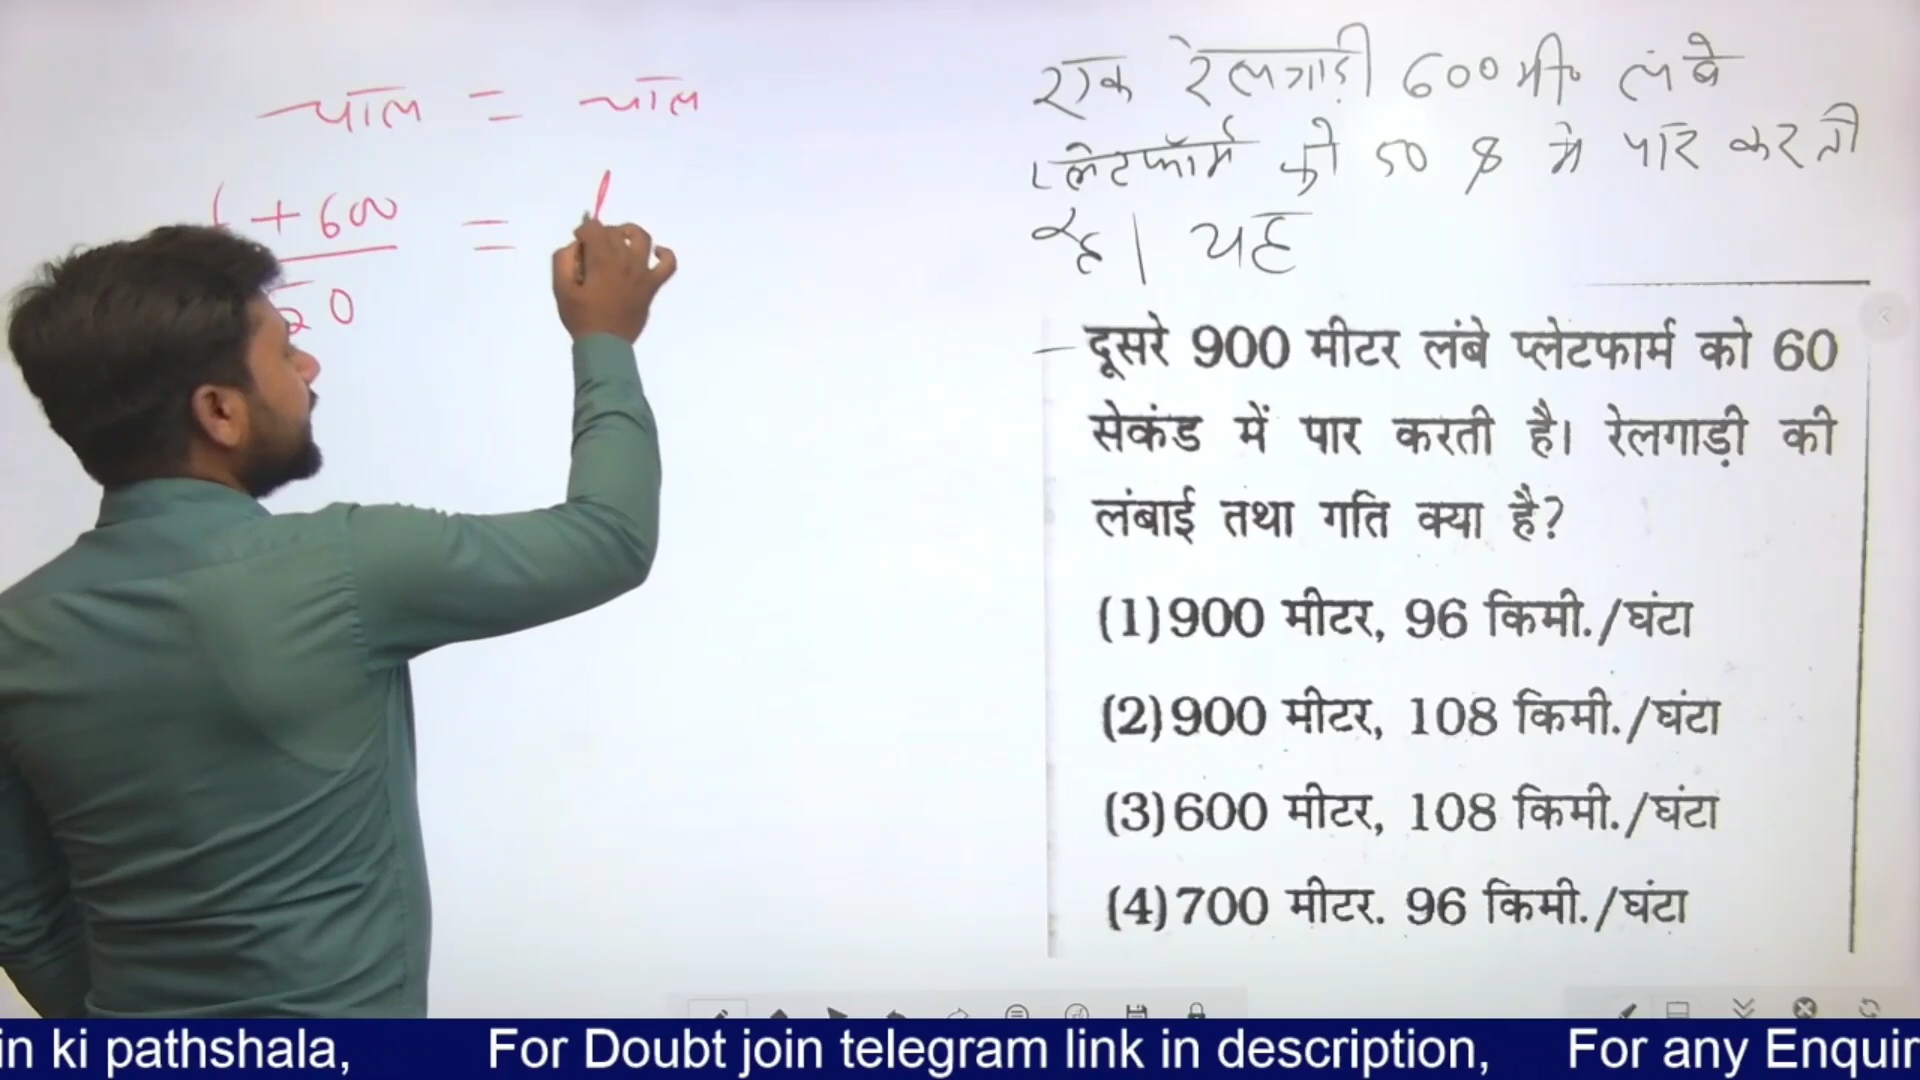 चाल = चाल
l + 600 = l
50
एक रेलगाड़ी 600 मी० लंबे
प्लेटफॉर्म को 50 s में पार करती
है। यह
दूसरे 900 मीटर लंबे प्लेटफार्म को 60
सेकंड में पार करती है। रेलगाड़ी की
लंबाई तथा गति क्या है?
(1) 900 मीटर, 96 किमी./घंटा
(2) 900 मीटर, 108 किमी./घंटा
(3) 600 मीटर, 108 किमी./घंटा
(4) 700 मीटर. 96 किमी./घंटा
in ki pathshala, For Doubt join telegram link in description, For any Enquir